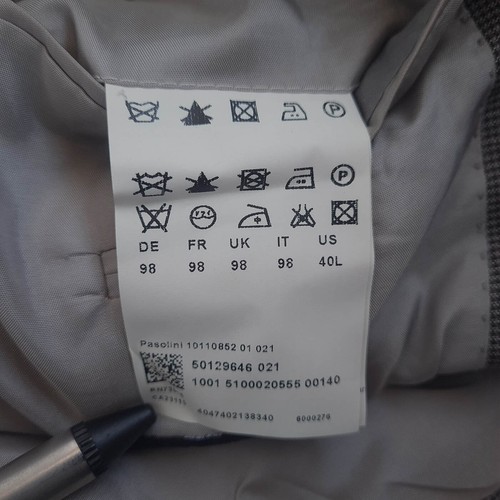 P
P
DE FR UK IT US
98 98 98 98 40L
Pasolini 10110852 01 021
50129646 021
1001 5100020555 00140
4047402138340 6000276